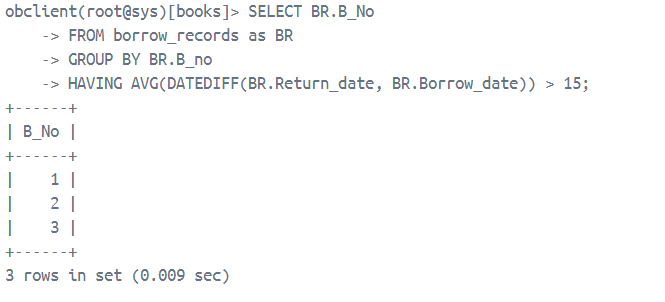 obclient(root@sys)[books]> SELECT BR.B_No
    -> FROM borrow_records as BR
    -> GROUP BY BR.B_no
    -> HAVING AVG(DATEDIFF(BR.Return_date, BR.Borrow_date)) > 15;
+------+
| B_No |
+------+
|    1 |
|    2 |
|    3 |
+------+
3 rows in set (0.009 sec)